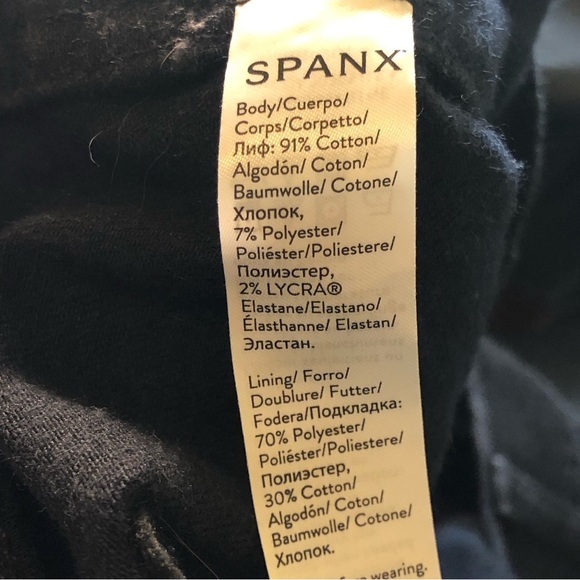 SPANX
Body/Cuerpo/
Corps/Corpetto/
Лиф: 91% Cotton/
Algodón/ Coton/
Baumwolle/ Cotone/
Хлопок,
7% Polyester/
Poliéster/Poliestere/
Полиэстер,
2% LYCRA®
Elastane/Elastano/
Élasthanne/ Elastan/
Эластан.
Lining/ Forro/
Doublure/ Futter/
Fodera/Подкладка:
70% Polyester/
Poliéster/Poliestere/
Полиэстер,
30% Cotton/
Algodón/ Coton/
Baumwolle/ Cotone/
Хлопок.
wearing.